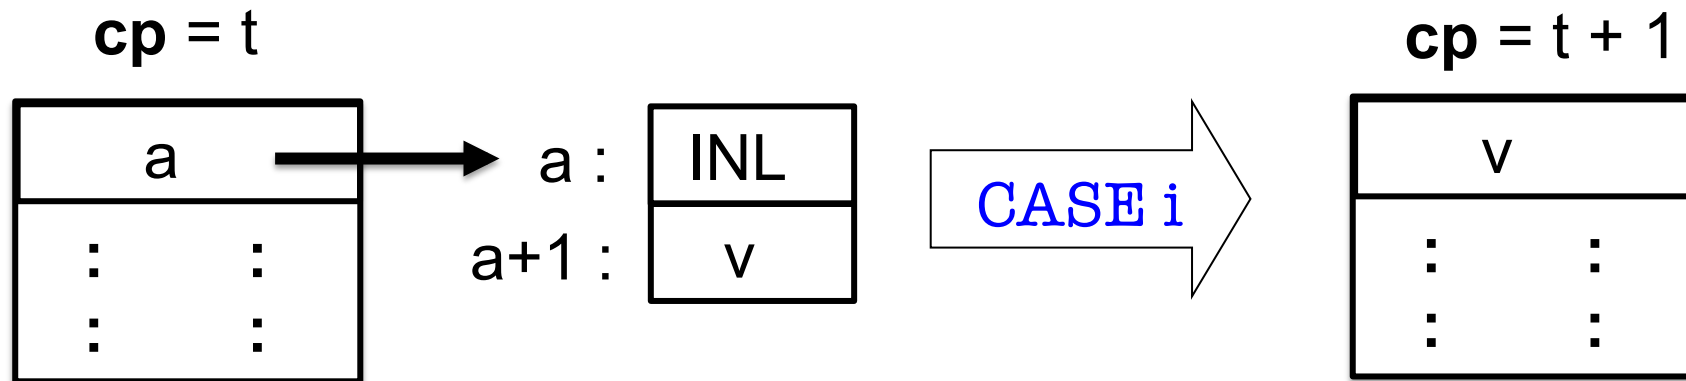 cp = t
cp = t + 1
a
a :
INL
CASE i
v
: :
a+1 :
v
: :
: :
: :